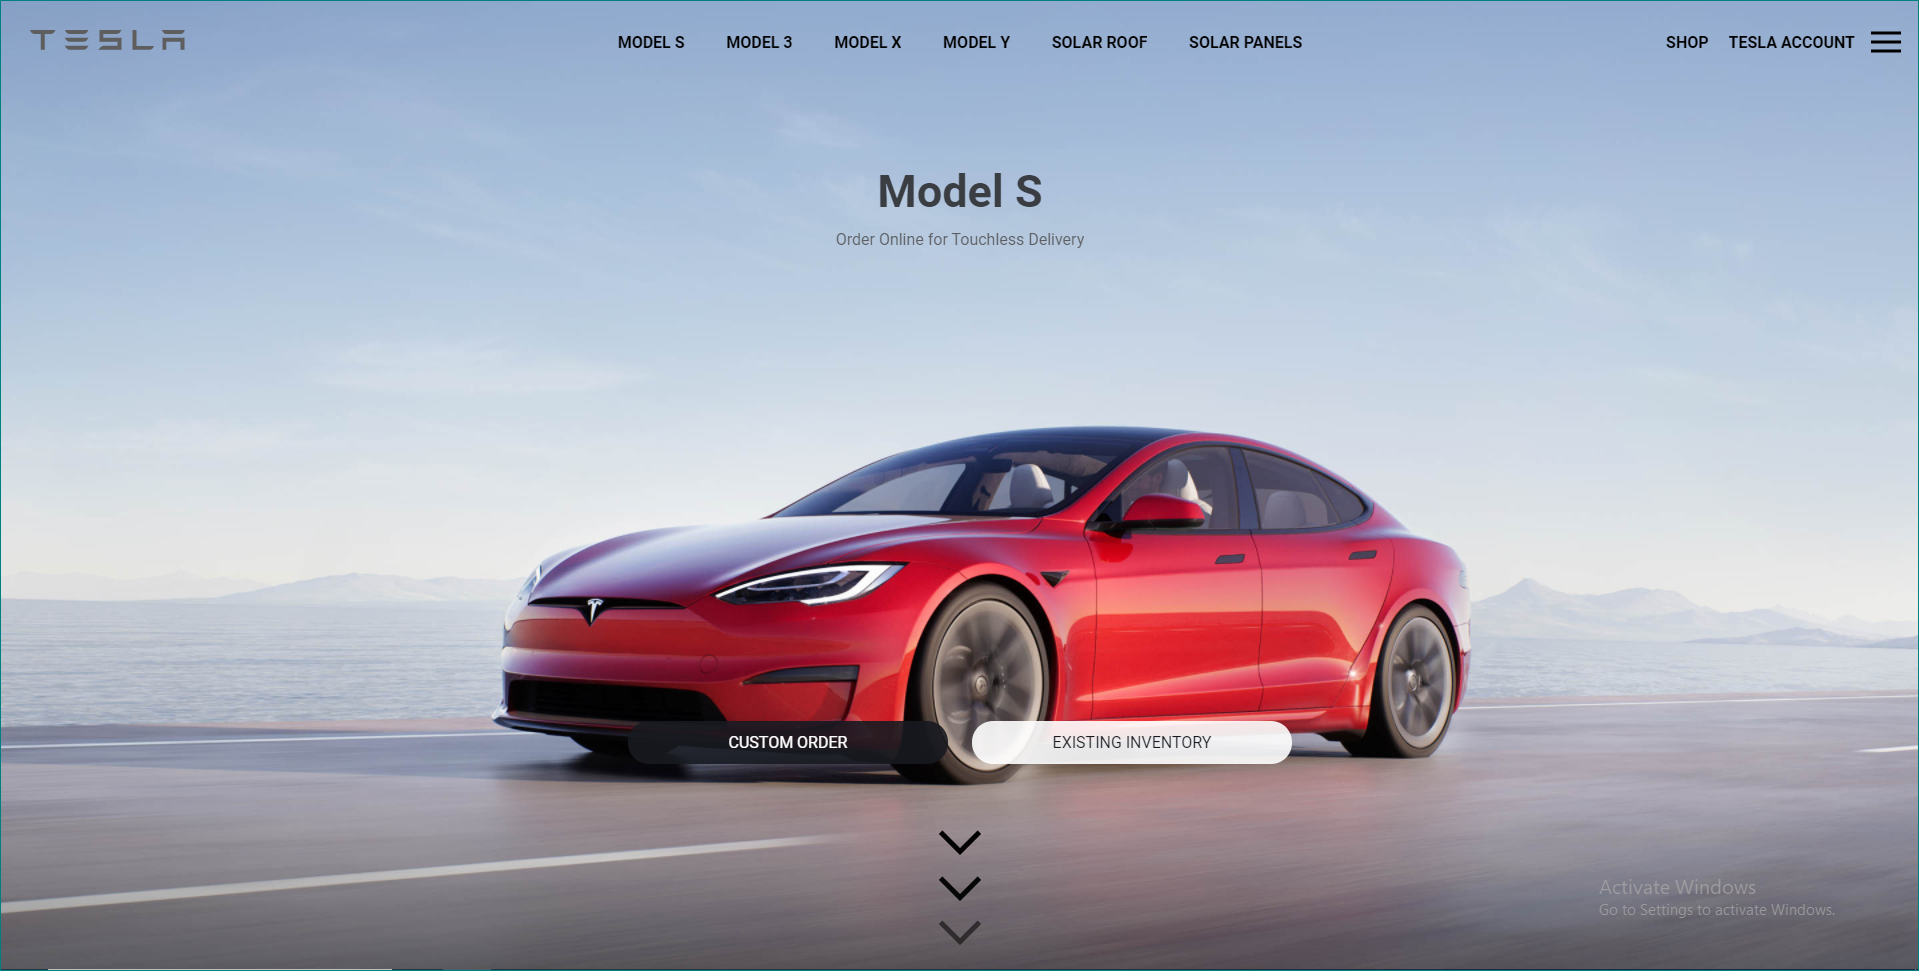 TESLA
MODEL S MODEL 3 MODEL X MODEL Y SOLAR ROOF SOLAR PANELS
SHOP TESLA ACCOUNT
Model S
Order Online for Touchless Delivery
CUSTOM ORDER
EXISTING INVENTORY
Activate Windows
Go to Settings to activate Windows.